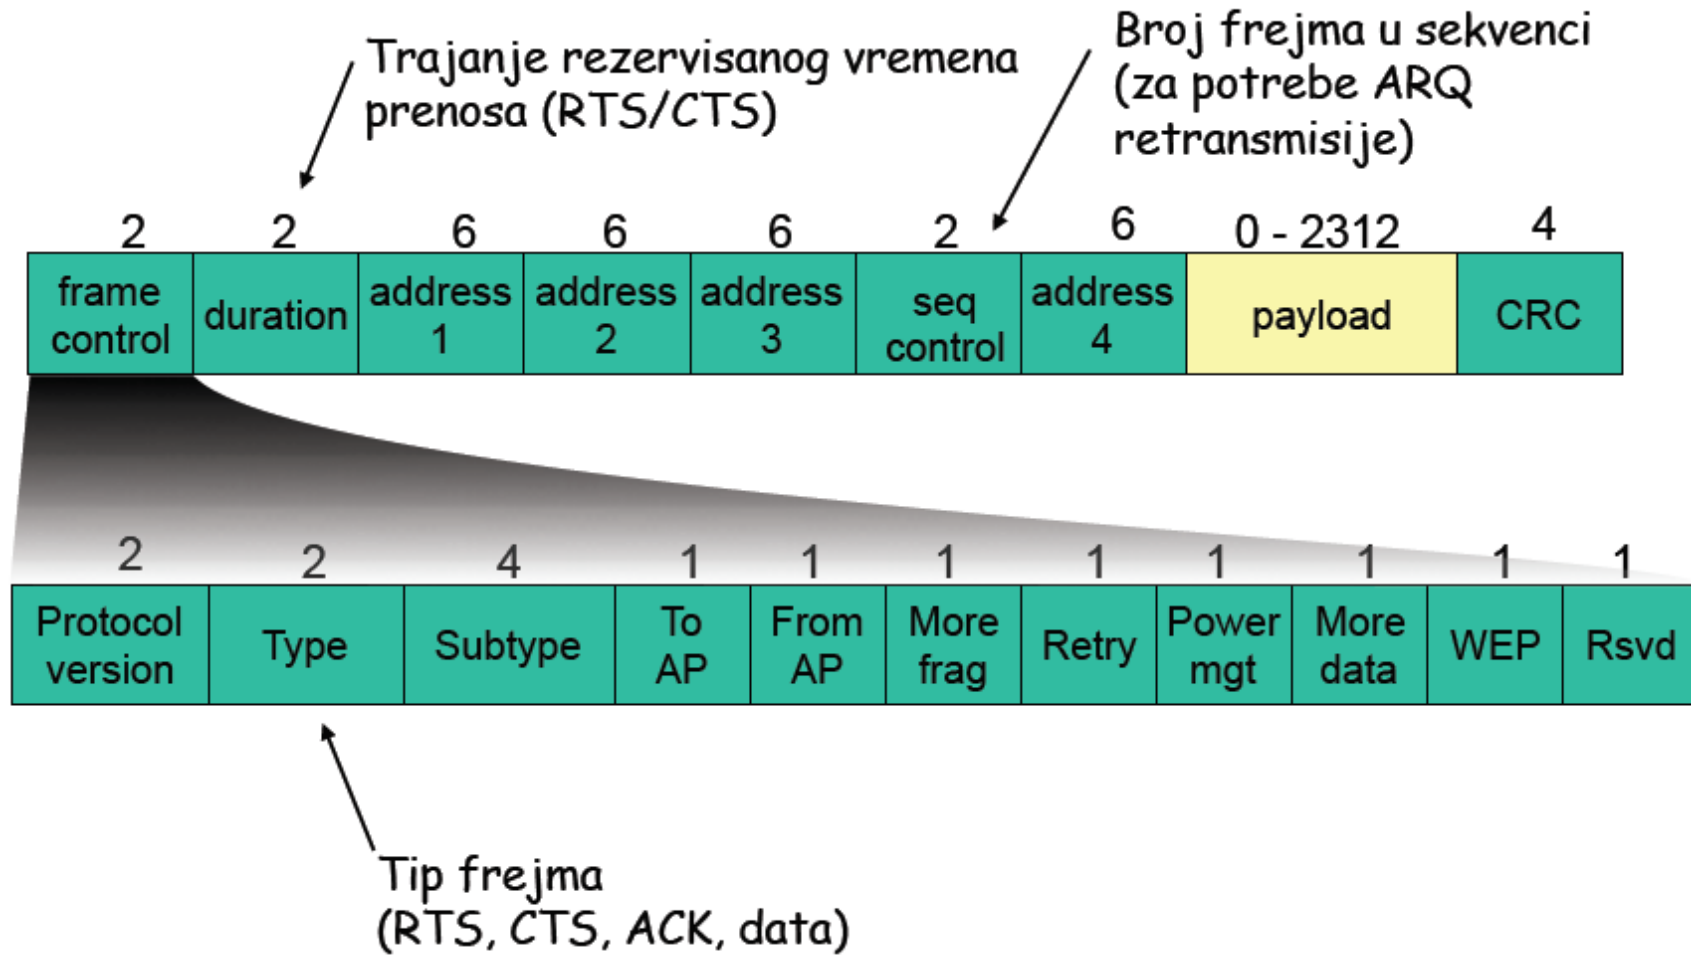 Trajanje rezervisanog vremena
prenosa (RTS/CTS)
Broj frejma u sekvenci
(za potrebe ARQ
retransmisije)
2 2 6 6 6 2 6 0 - 2312 4
frame control
duration
address 1
address 2
address 3
seq control
address 4
payload
CRC
2 2 4 1 1 1 1 1 1 1 1
Protocol version
Type
Subtype
To AP
From AP
More frag
Retry
Power mgt
More data
WEP
Rsvd
Tip frejma
(RTS, CTS, ACK, data)